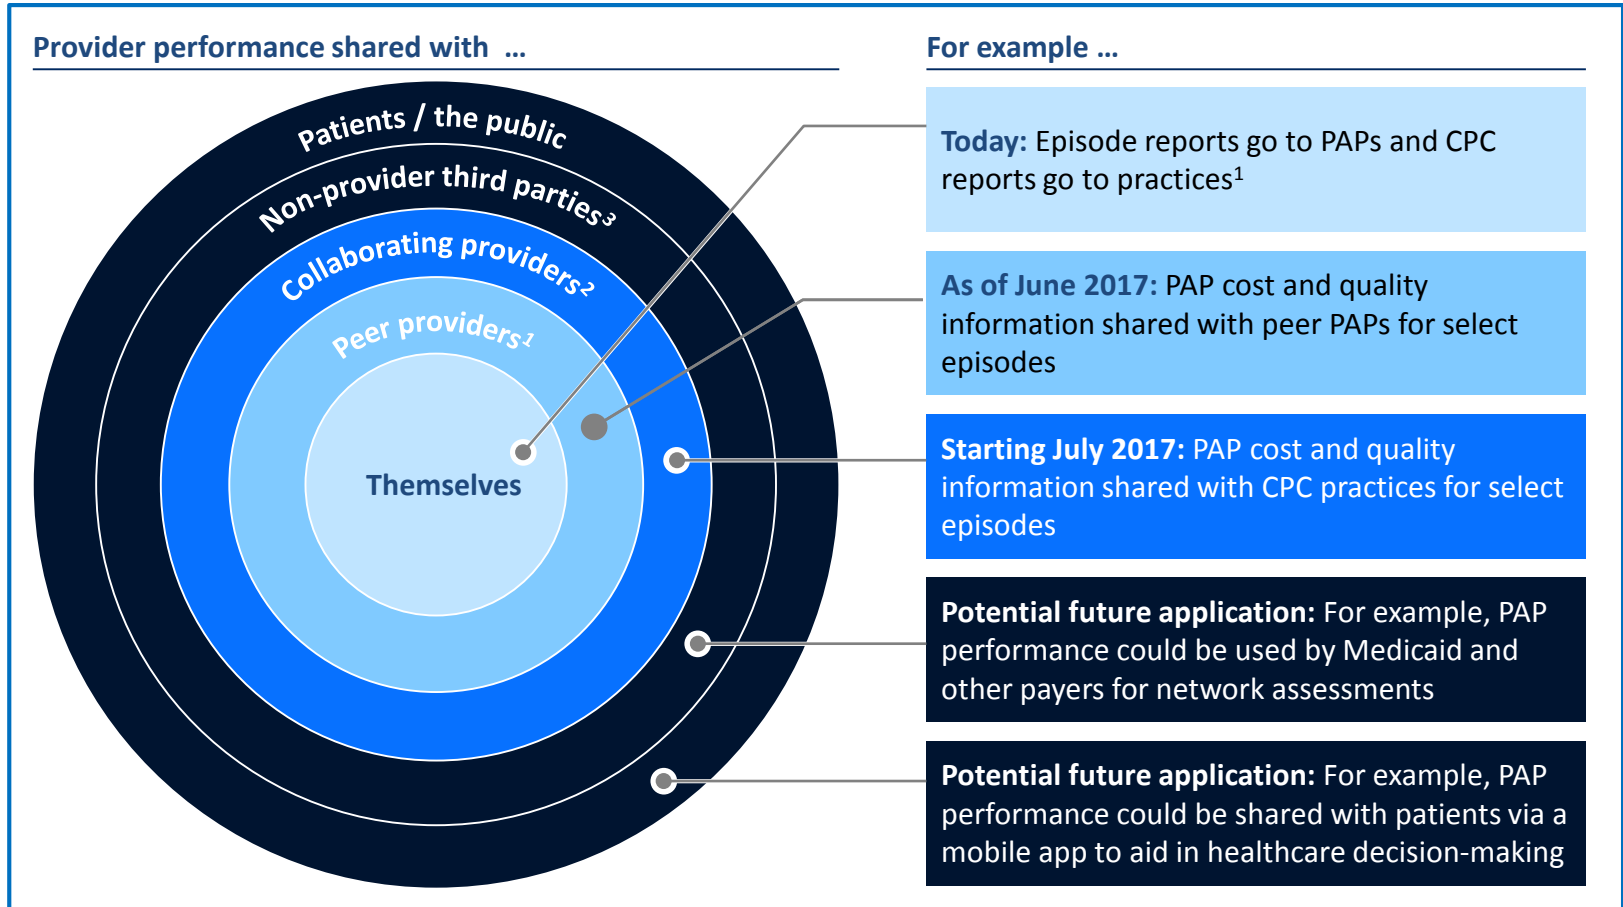 Provider performance shared with ...
Patients / the public
Non-provider third parties³
Collaborating providers²
Peer providers¹
Themselves
For example ...
Today: Episode reports go to PAPs and CPC
reports go to practices¹
As of June 2017: PAP cost and quality
information shared with peer PAPs for select
episodes
Starting July 2017: PAP cost and quality
information shared with CPC practices for select
episodes
Potential future application: For example, PAP
performance could be used by Medicaid and
other payers for network assessments
Potential future application: For example, PAP
performance could be shared with patients via a
mobile app to aid in healthcare decision-making